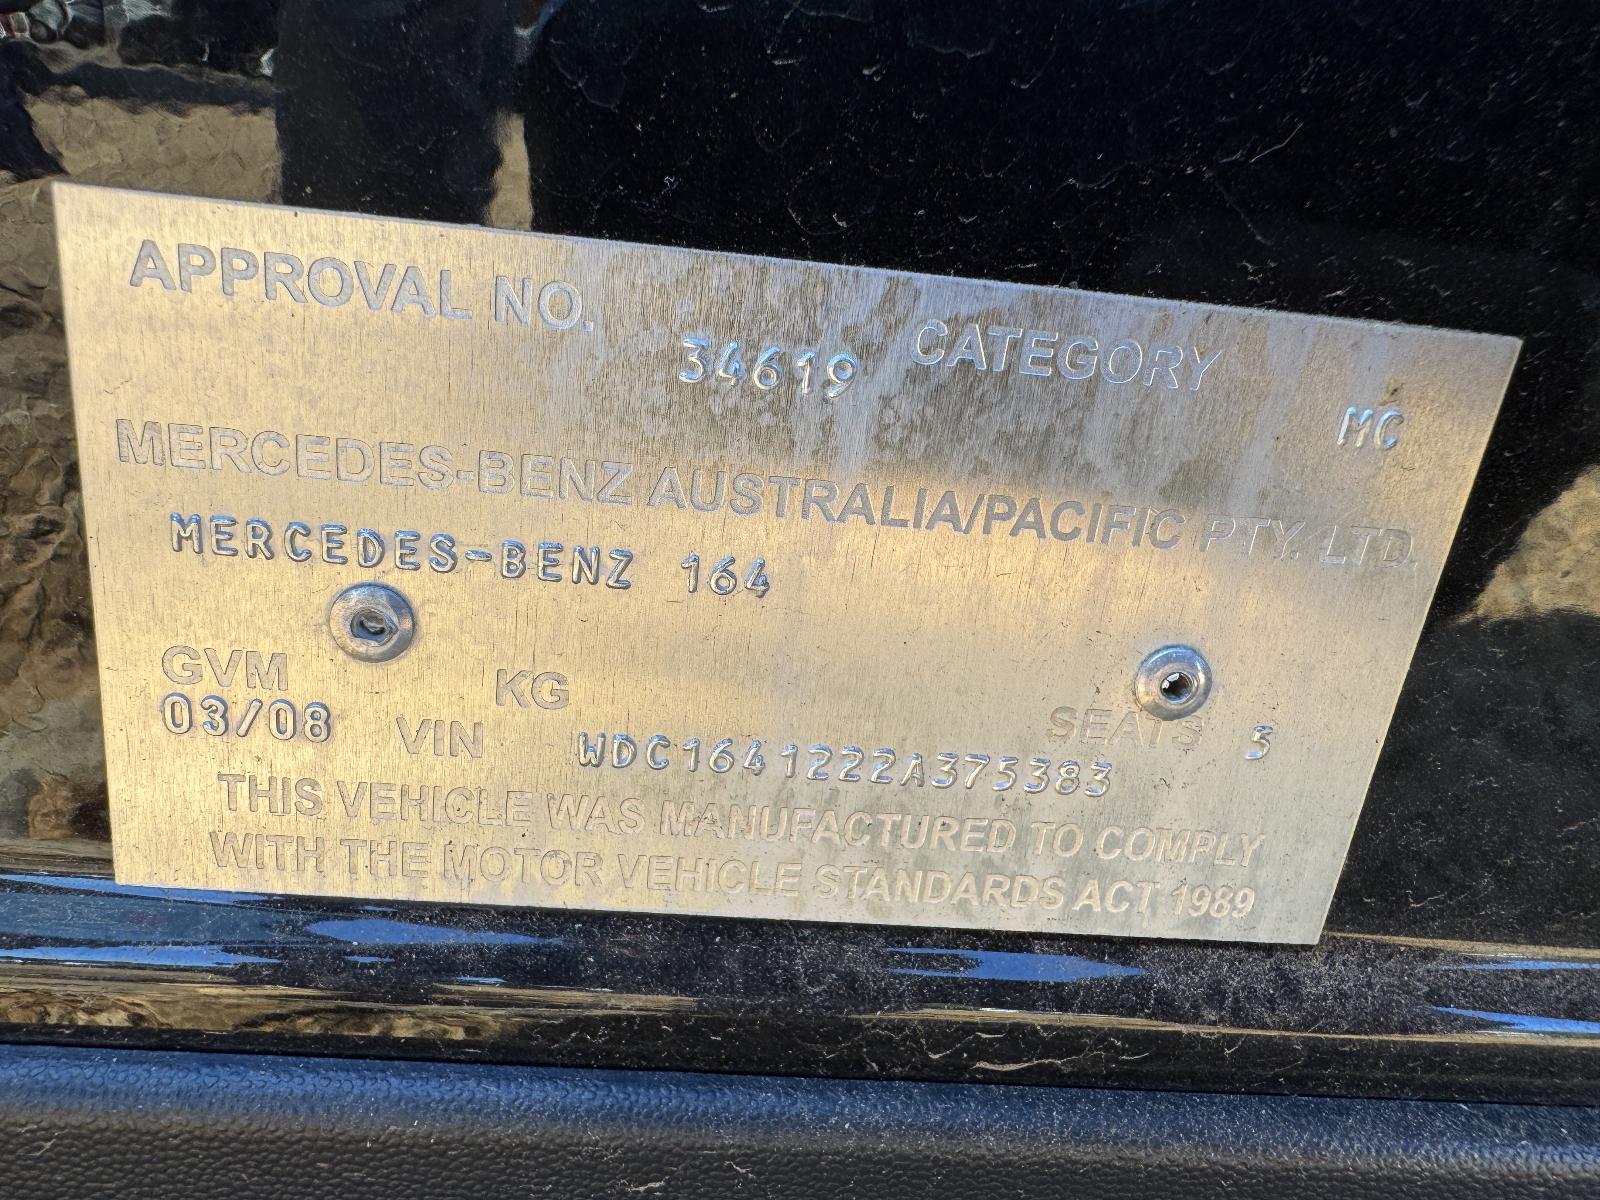 APPROVAL NO. 34619 CATEGORY MC
MERCEDES-BENZ AUSTRALIA/PACIFIC PTY. LTD.
MERCEDES-BENZ 164
GVM KG SEATS 5
03/08 VIN WDC1641222A375383
THIS VEHICLE WAS MANUFACTURED TO COMPLY
WITH THE MOTOR VEHICLE STANDARDS ACT 1989